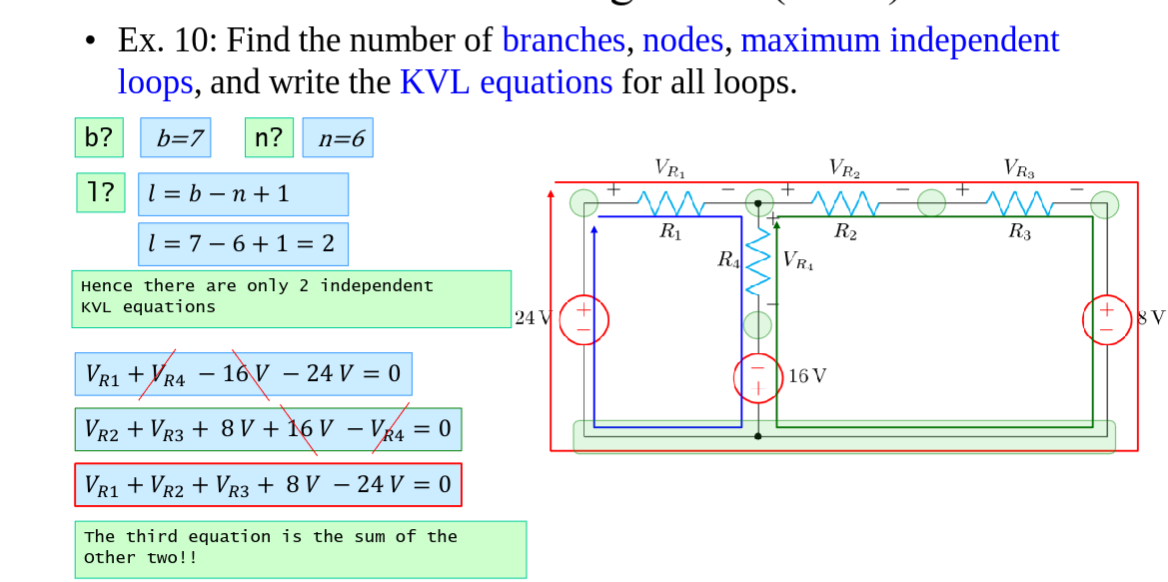 • Ex. 10: Find the number of branches, nodes, maximum independent
loops, and write the KVL equations for all loops.
b? b=7 n? n=6
l? l = b − n + 1
l = 7 − 6 + 1 = 2
Hence there are only 2 independent
KVL equations
V_{R1} + V_{R4} − 16 V − 24 V = 0
V_{R2} + V_{R3} + 8 V + 16 V − V_{R4} = 0
V_{R1} + V_{R2} + V_{R3} + 8 V − 24 V = 0
The third equation is the sum of the
other two!!
V_{R_1} V_{R_2} V_{R_3}
+ − + − + −
R_1 R_2 R_3
+
R_4 V_{R_4}
−
24 V + − + − 8 V
− + 16 V